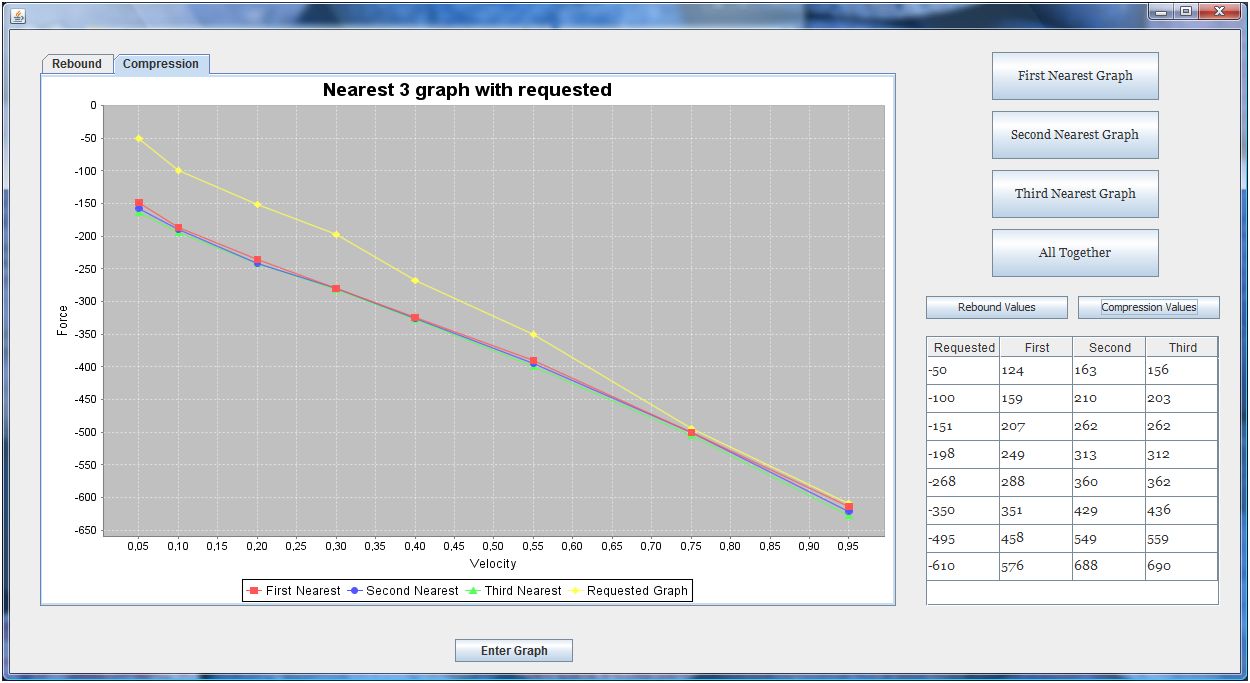 Rebound Compression
Nearest 3 graph with requested
0
-50
-100
-150
-200
-250
-300
-350
-400
-450
-500
-550
-600
-650
Force
0,05 0,10 0,15 0,20 0,25 0,30 0,35 0,40 0,45 0,50 0,55 0,60 0,65 0,70 0,75 0,80 0,85 0,90 0,95
Velocity
First Nearest Second Nearest Third Nearest Requested Graph
Enter Graph
First Nearest Graph
Second Nearest Graph
Third Nearest Graph
All Together
Rebound Values Compression Values
Requested First Second Third
-50 124 163 156
-100 159 210 203
-151 207 262 262
-198 249 313 312
-268 288 360 362
-350 351 429 436
-495 458 549 559
-610 576 688 690